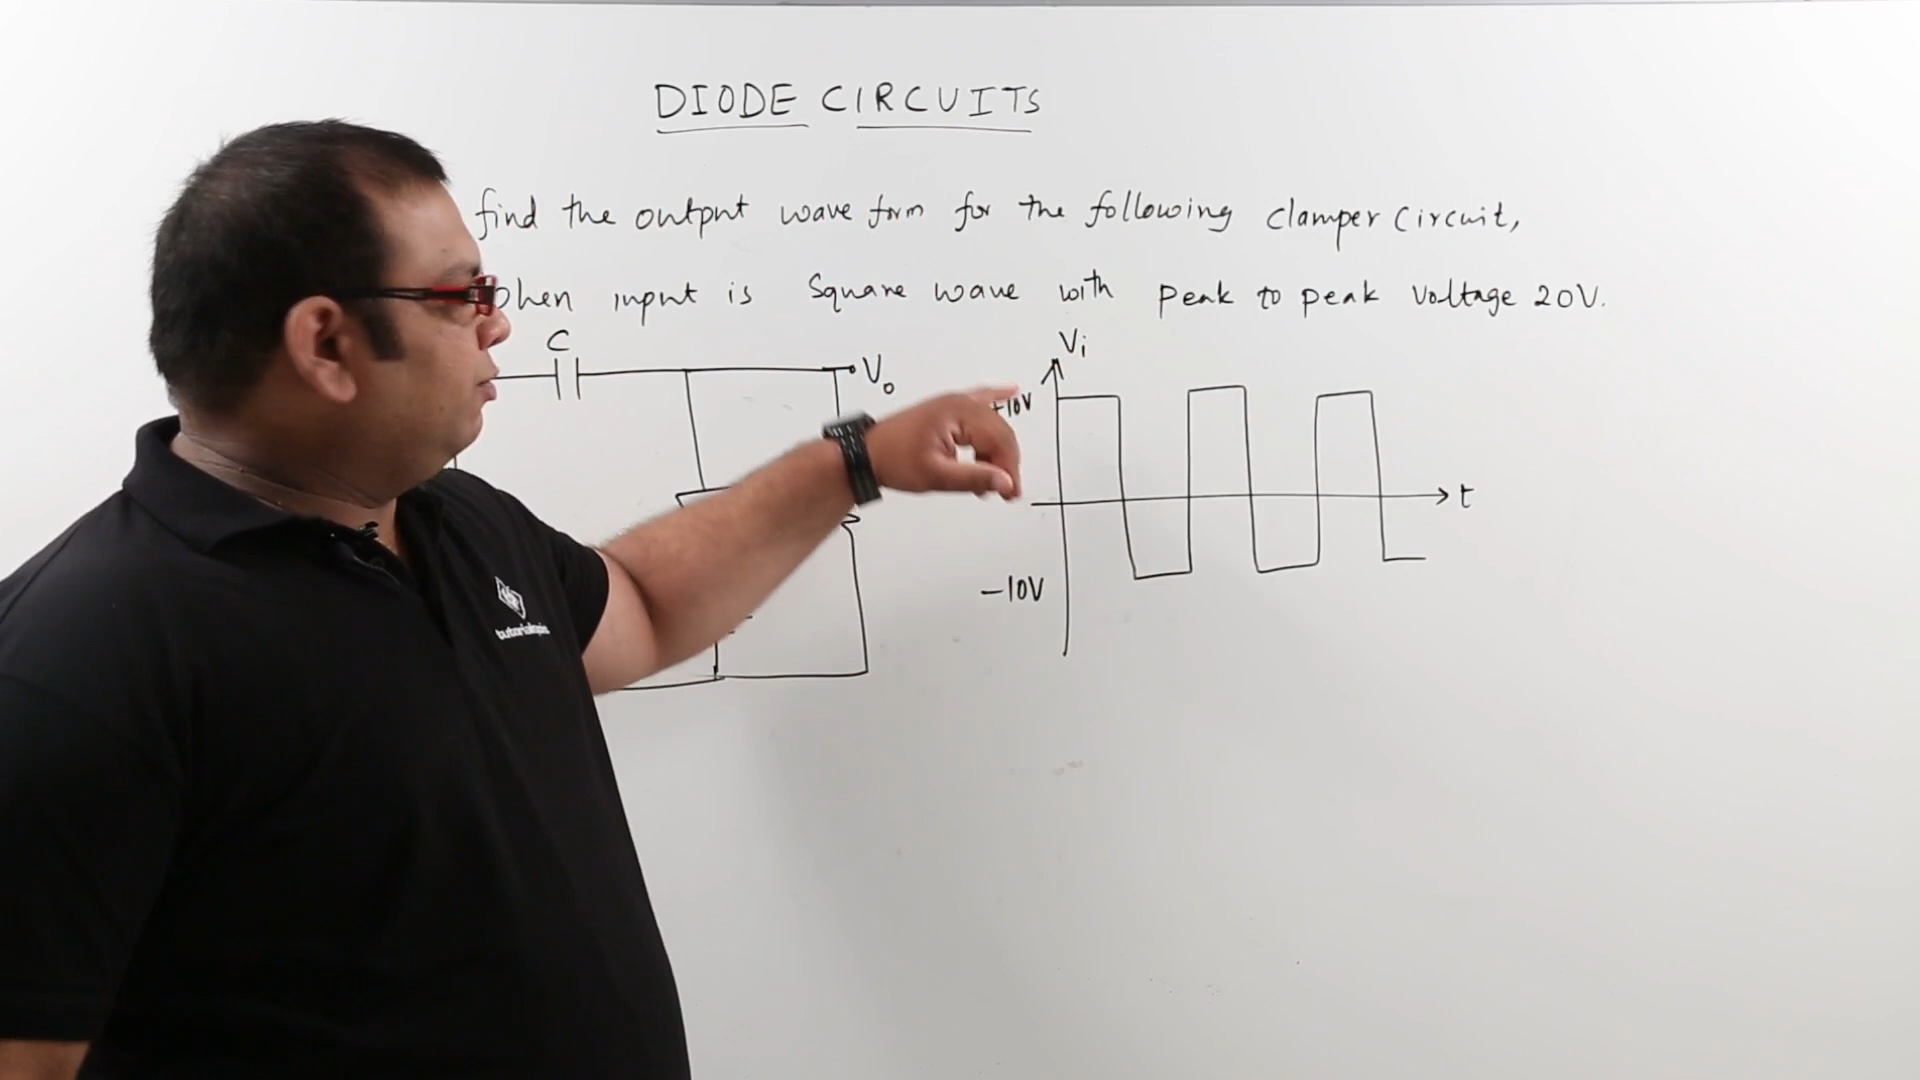 DIODE CIRCUITS
find the output wave form for the following clamper circuit,
when input is square wave with peak to peak voltage 20V.
C
Vo
Vi
+10V
t
-10V